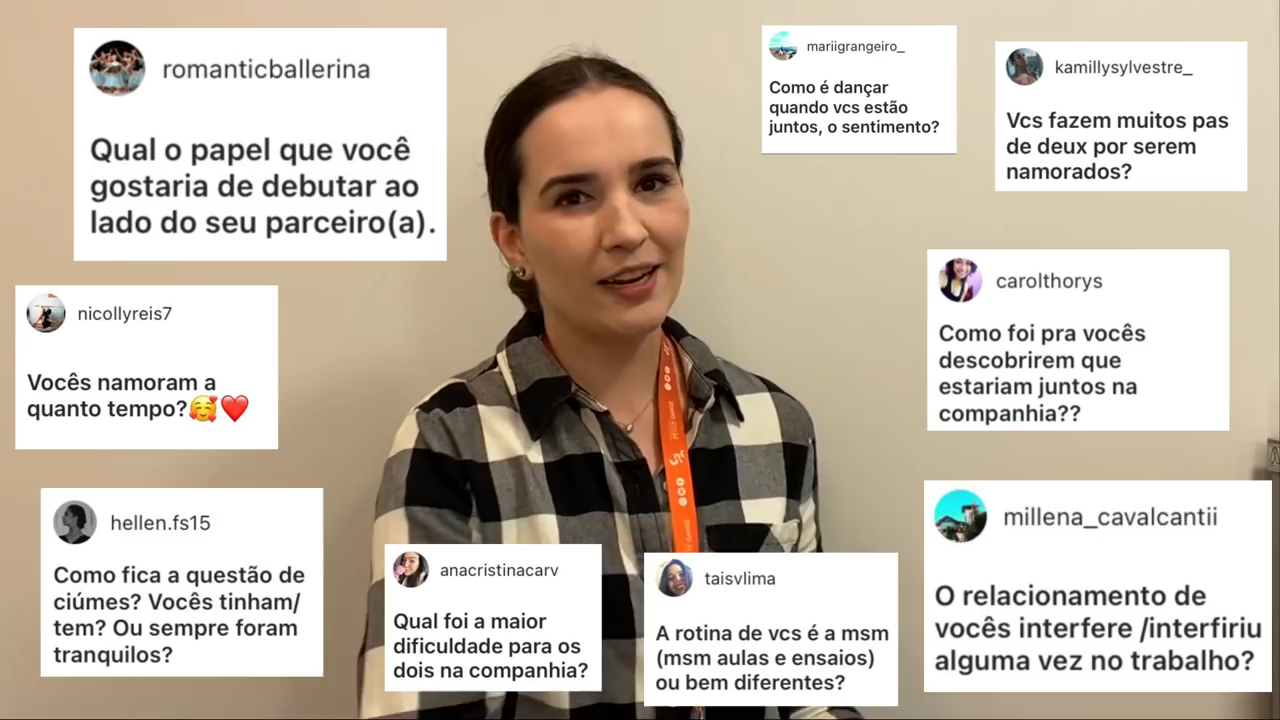 romanticballerina
Qual o papel que você
gostaria de debutar ao
lado do seu parceiro(a).
mariigrangeiro_
Como é dançar
quando vcs estão
juntos, o sentimento?
kamillysylvestre_
Vcs fazem muitos pas
de deux por serem
namorados?
nicollyreis7
Vocês namoram a
quanto tempo?🥰❤️
carolthorys
Como foi pra vocês
descobrirem que
estariam juntos na
companhia??
hellen.fs15
Como fica a questão de
ciúmes? Vocês tinham/
tem? Ou sempre foram
tranquilos?
anacristinacarv
Qual foi a maior
dificuldade para os
dois na companhia?
taisvlima
A rotina de vcs é a msm
(msm aulas e ensaios)
ou bem diferentes?
millena_cavalcantii
O relacionamento de
vocês interfere /interfiriu
alguma vez no trabalho?